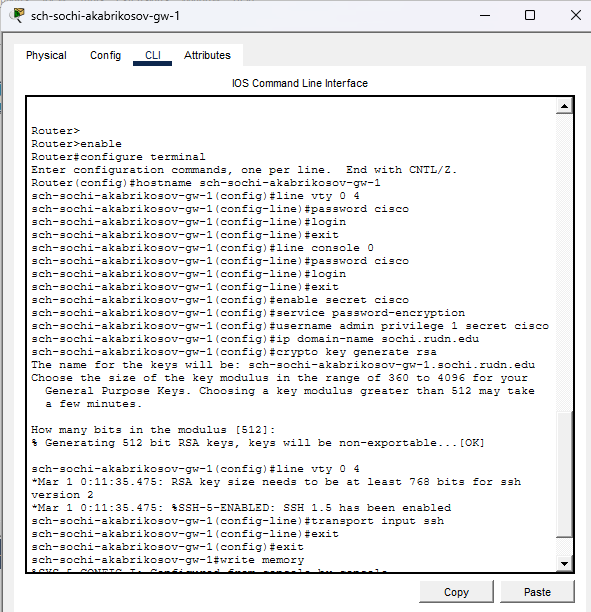 sch-sochi-akabrikosov-gw-1
Physical Config CLI Attributes
IOS Command Line Interface
Router>
Router>enable
Router#configure terminal
Enter configuration commands, one per line.  End with CNTL/Z.
Router(config)#hostname sch-sochi-akabrikosov-gw-1
sch-sochi-akabrikosov-gw-1(config)#line vty 0 4
sch-sochi-akabrikosov-gw-1(config-line)#password cisco
sch-sochi-akabrikosov-gw-1(config-line)#login
sch-sochi-akabrikosov-gw-1(config-line)#exit
sch-sochi-akabrikosov-gw-1(config)#line console 0
sch-sochi-akabrikosov-gw-1(config-line)#password cisco
sch-sochi-akabrikosov-gw-1(config-line)#login
sch-sochi-akabrikosov-gw-1(config-line)#exit
sch-sochi-akabrikosov-gw-1(config)#enable secret cisco
sch-sochi-akabrikosov-gw-1(config)#service password-encryption
sch-sochi-akabrikosov-gw-1(config)#username admin privilege 1 secret cisco
sch-sochi-akabrikosov-gw-1(config)#ip domain-name sochi.rudn.edu
sch-sochi-akabrikosov-gw-1(config)#crypto key generate rsa
The name for the keys will be: sch-sochi-akabrikosov-gw-1.sochi.rudn.edu
Choose the size of the key modulus in the range of 360 to 4096 for your
  General Purpose Keys. Choosing a key modulus greater than 512 may take
  a few minutes.
How many bits in the modulus [512]:
% Generating 512 bit RSA keys, keys will be non-exportable...[OK]
sch-sochi-akabrikosov-gw-1(config)#line vty 0 4
*Mar 1 0:11:35.475: RSA key size needs to be at least 768 bits for ssh
version 2
*Mar 1 0:11:35.475: %SSH-5-ENABLED: SSH 1.5 has been enabled
sch-sochi-akabrikosov-gw-1(config-line)#transport input ssh
sch-sochi-akabrikosov-gw-1(config-line)#exit
sch-sochi-akabrikosov-gw-1(config)#exit
sch-sochi-akabrikosov-gw-1#write memory
%SYS-5-CONFIG_I: Configured from console by console
Copy Paste